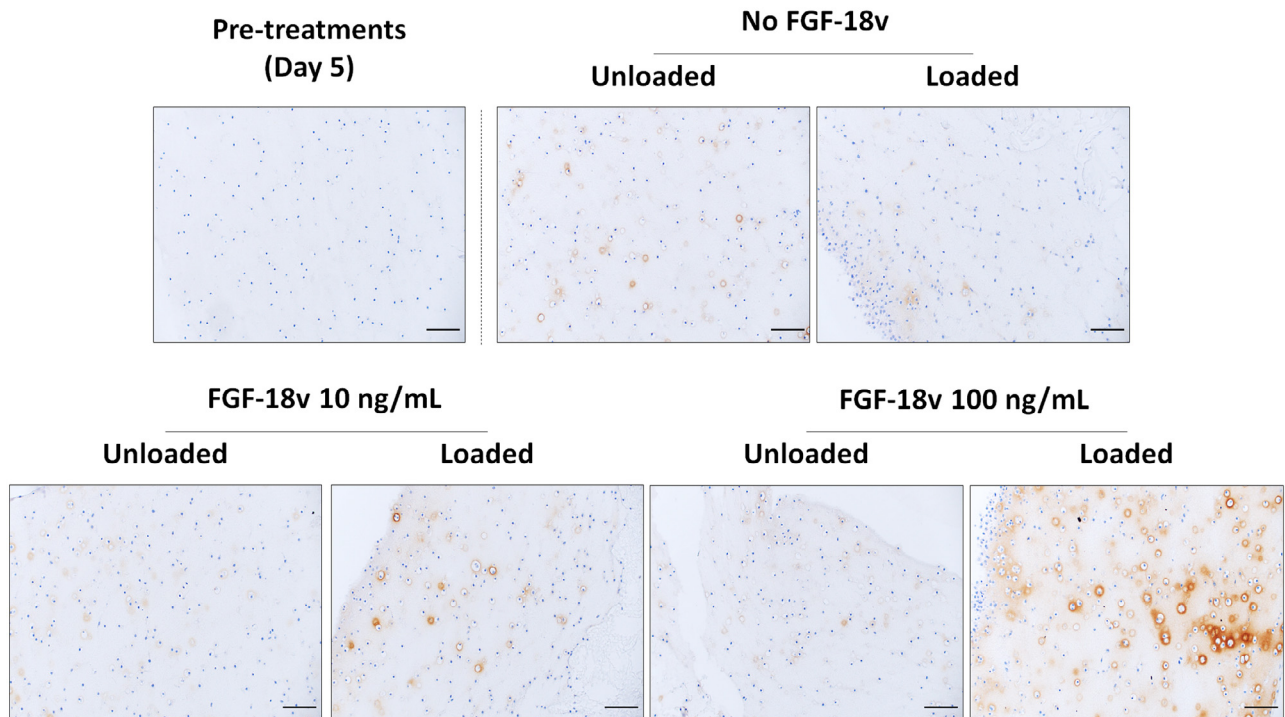 Pre-treatments
(Day 5)
No FGF-18v
Unloaded
Loaded
FGF-18v 10 ng/mL
FGF-18v 100 ng/mL
Unloaded
Loaded
Unloaded
Loaded